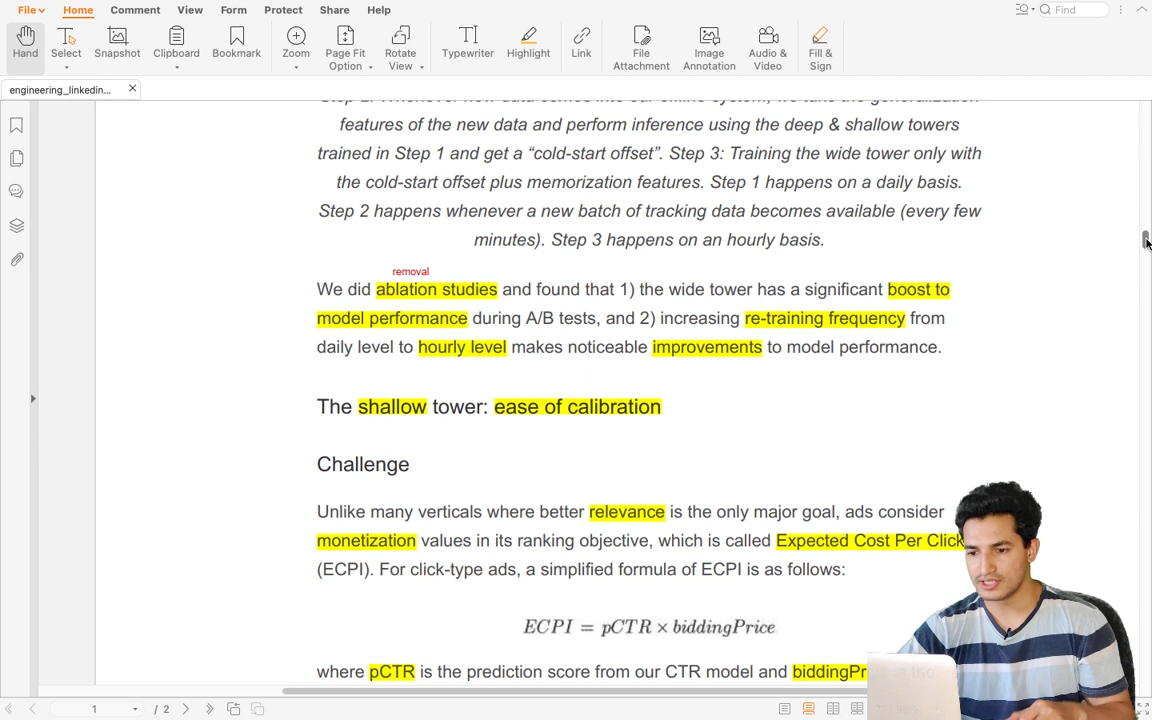 File Home Comment View Form Protect Share Help Find
Hand Select Snapshot Clipboard Bookmark Zoom Page Fit Option Rotate View Typewriter Highlight Link File Attachment Image Annotation Audio & Video Fill & Sign
engineering_linkedin...
features of the new data and perform inference using the deep & shallow towers
trained in Step 1 and get a “cold-start offset”. Step 3: Training the wide tower only with
the cold-start offset plus memorization features. Step 1 happens on a daily basis.
Step 2 happens whenever a new batch of tracking data becomes available (every few
minutes). Step 3 happens on an hourly basis.
removal
We did ablation studies and found that 1) the wide tower has a significant boost to
model performance during A/B tests, and 2) increasing re-training frequency from
daily level to hourly level makes noticeable improvements to model performance.
The shallow tower: ease of calibration
Challenge
Unlike many verticals where better relevance is the only major goal, ads consider
monetization values in its ranking objective, which is called Expected Cost Per Click
(ECPI). For click-type ads, a simplified formula of ECPI is as follows:
ECPI = pCTR × biddingPrice
where pCTR is the prediction score from our CTR model and
1 / 2